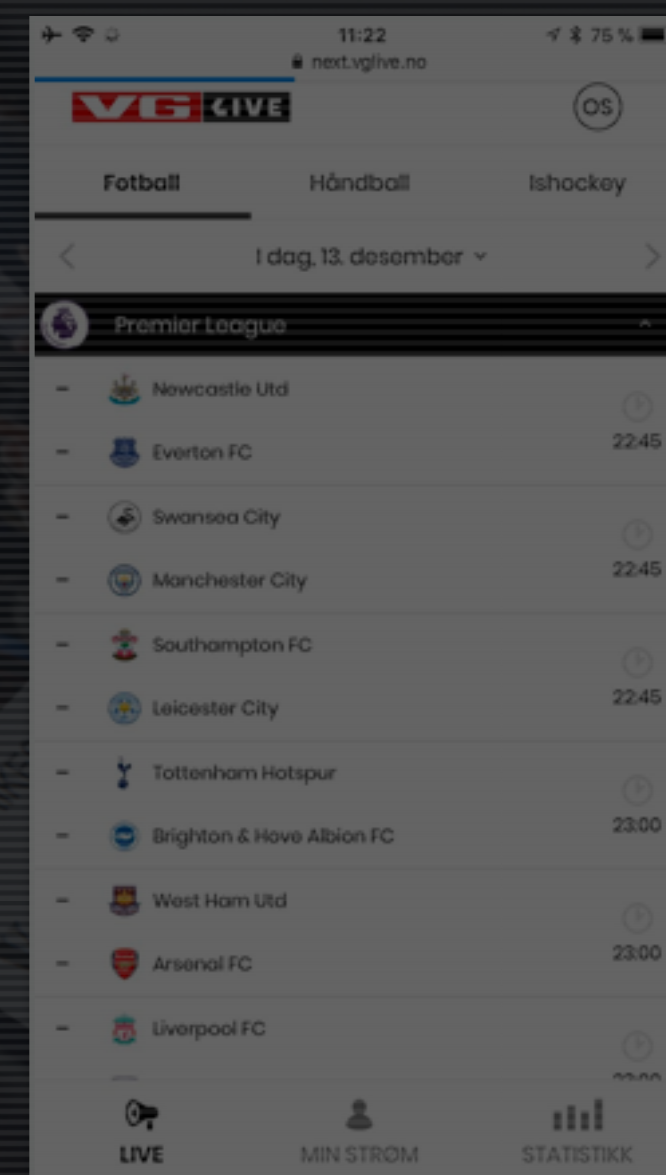 11:22
75 %
next.vglive.no
VG LIVE
OS
Fotball Håndball Ishockey
I dag, 13. desember
Premier League
- Newcastle Utd
22:45
- Everton FC
- Swansea City
22:45
- Manchester City
- Southampton FC
22:45
- Leicester City
- Tottenham Hotspur
23:00
- Brighton & Hove Albion FC
- West Ham Utd
23:00
- Arsenal FC
- Liverpool FC
LIVE MIN STRØM STATISTIKK